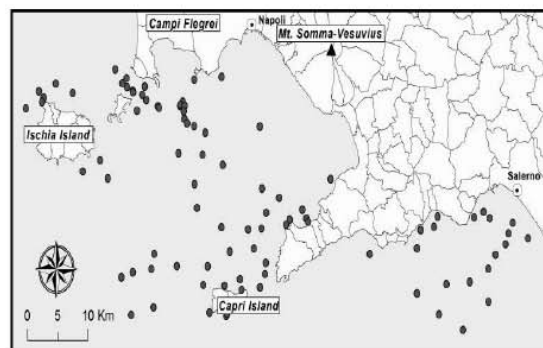 Campi Flegrei
Napoli
Mt. Somma-Vesuvius
Ischia Island
Salerno
Capri Island
0 5 10 Km